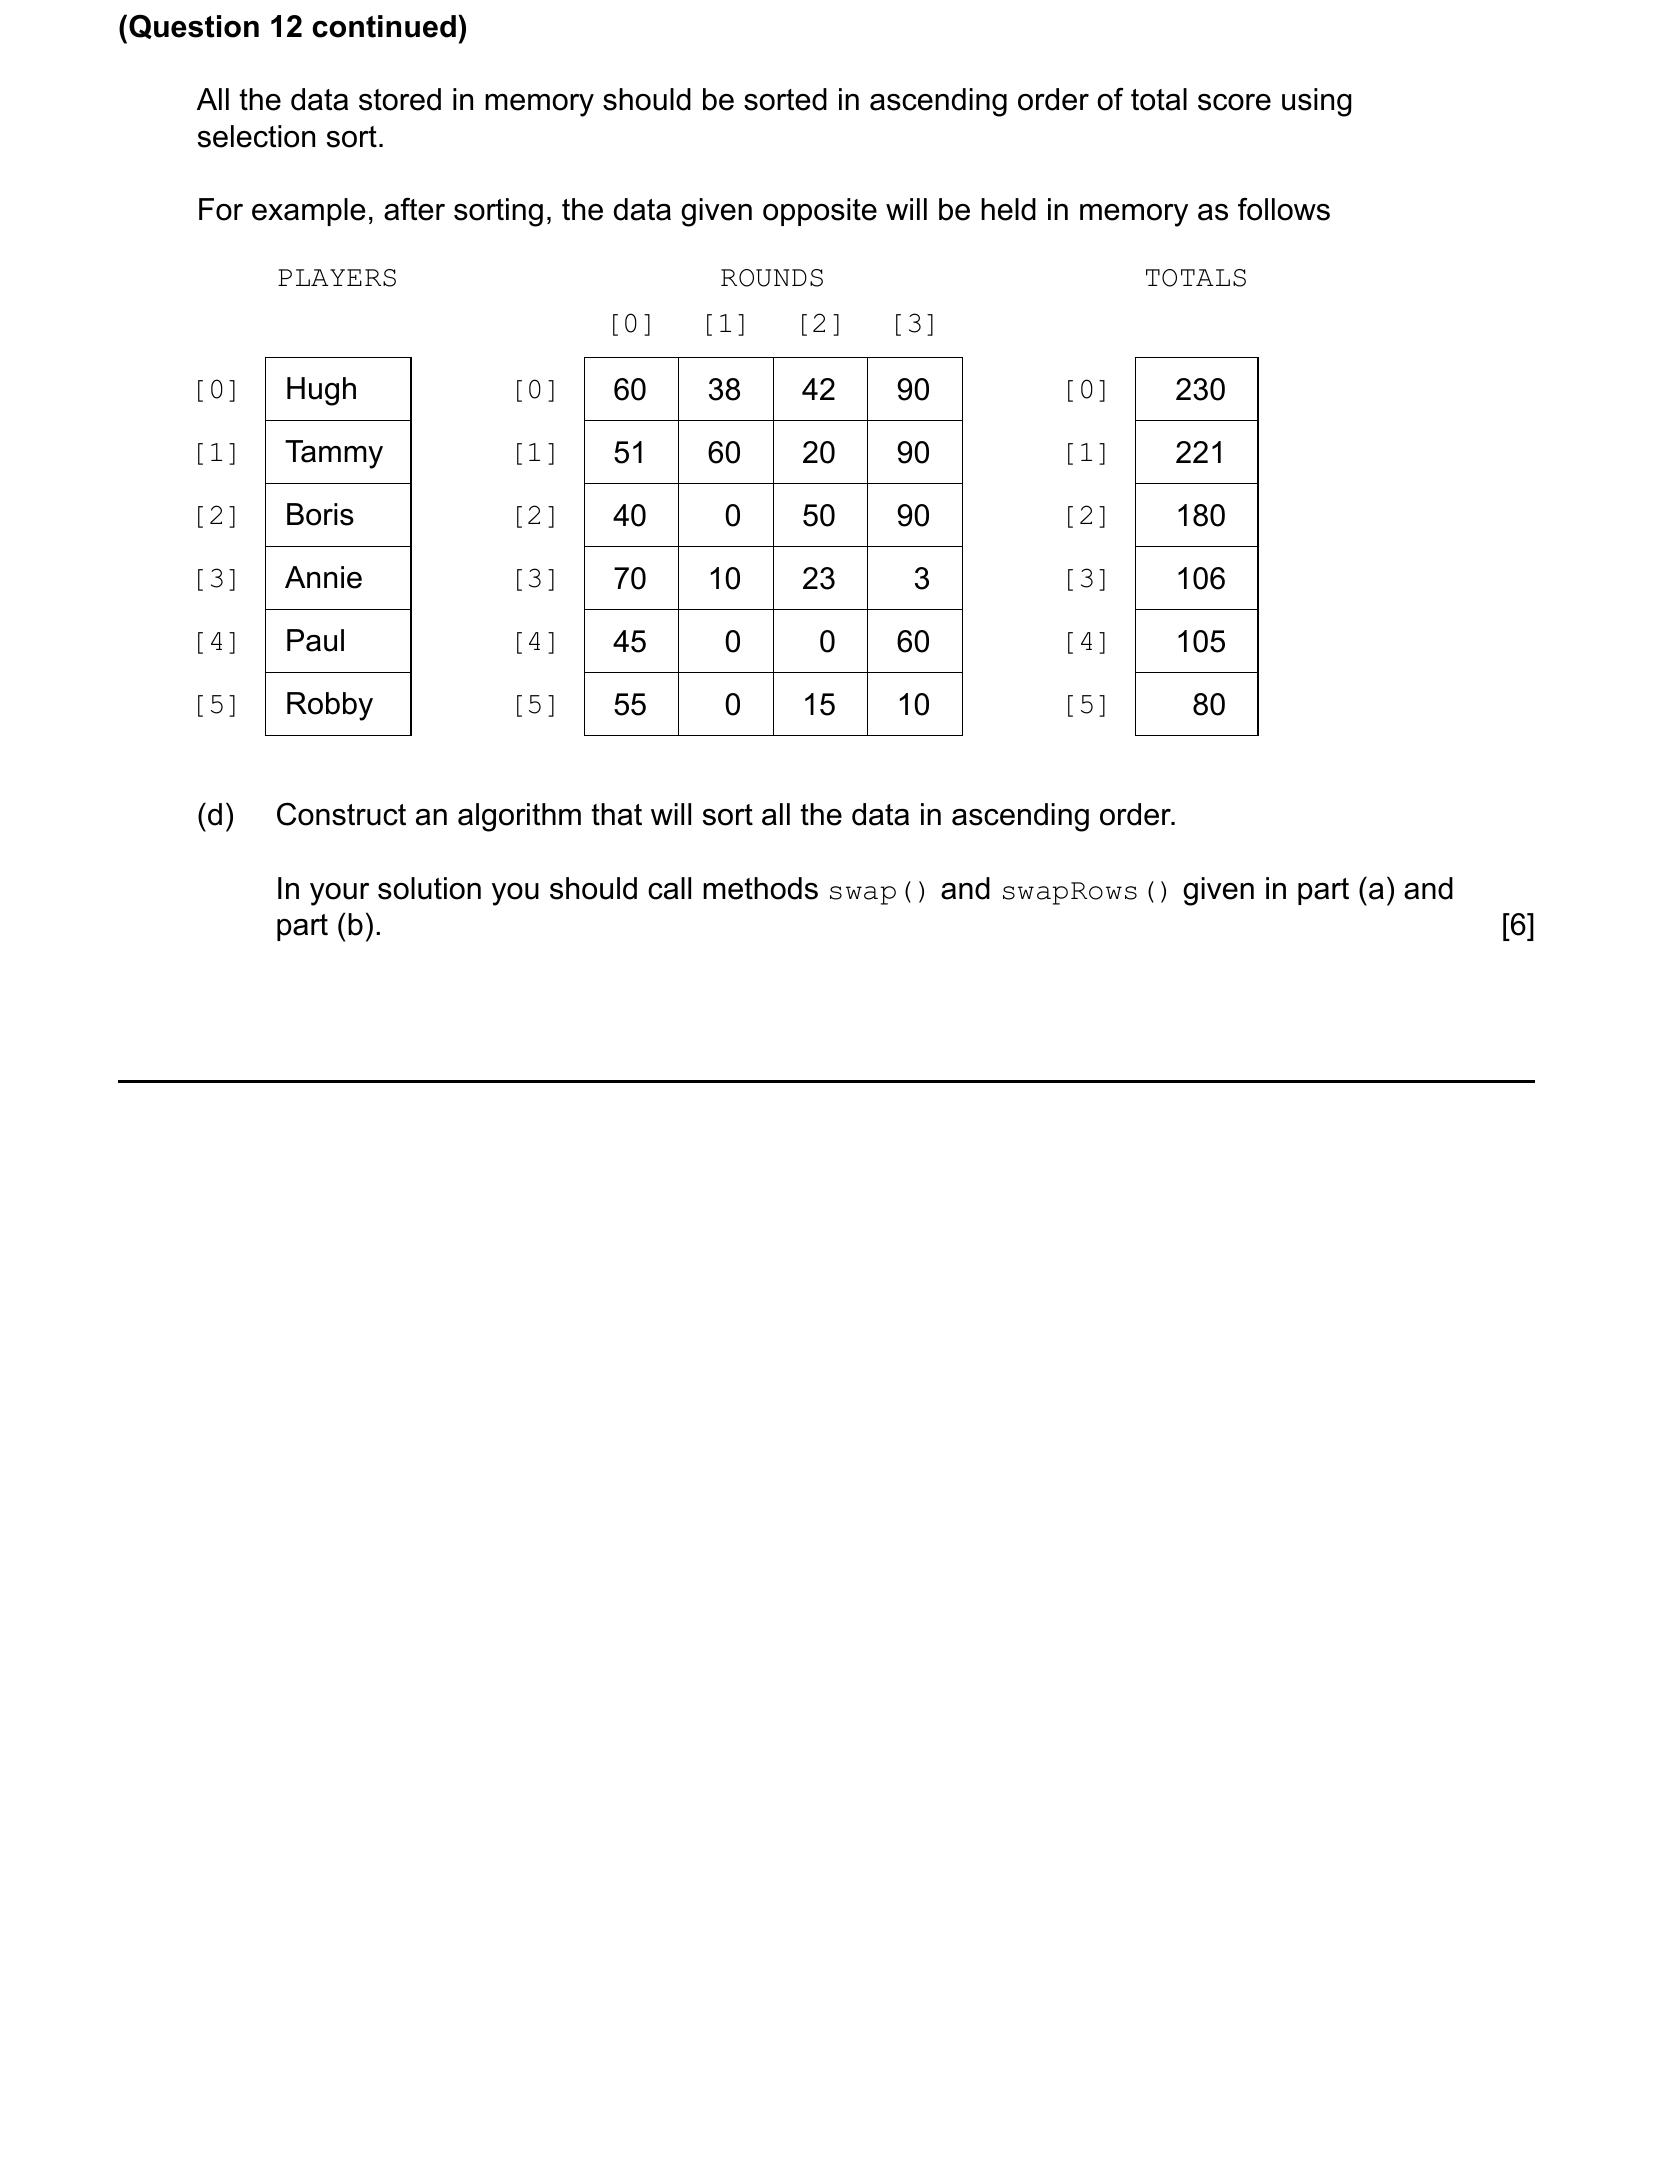 (Question 12 continued)
All the data stored in memory should be sorted in ascending order of total score using
selection sort.
For example, after sorting, the data given opposite will be held in memory as follows
PLAYERS ROUNDS TOTALS
[0] [1] [2] [3]
[0] Hugh [0] 60 38 42 90 [0] 230
[1] Tammy [1] 51 60 20 90 [1] 221
[2] Boris [2] 40 0 50 90 [2] 180
[3] Annie [3] 70 10 23 3 [3] 106
[4] Paul [4] 45 0 0 60 [4] 105
[5] Robby [5] 55 0 15 10 [5] 80
(d) Construct an algorithm that will sort all the data in ascending order.
In your solution you should call methods swap() and swapRows() given in part (a) and
part (b). [6]